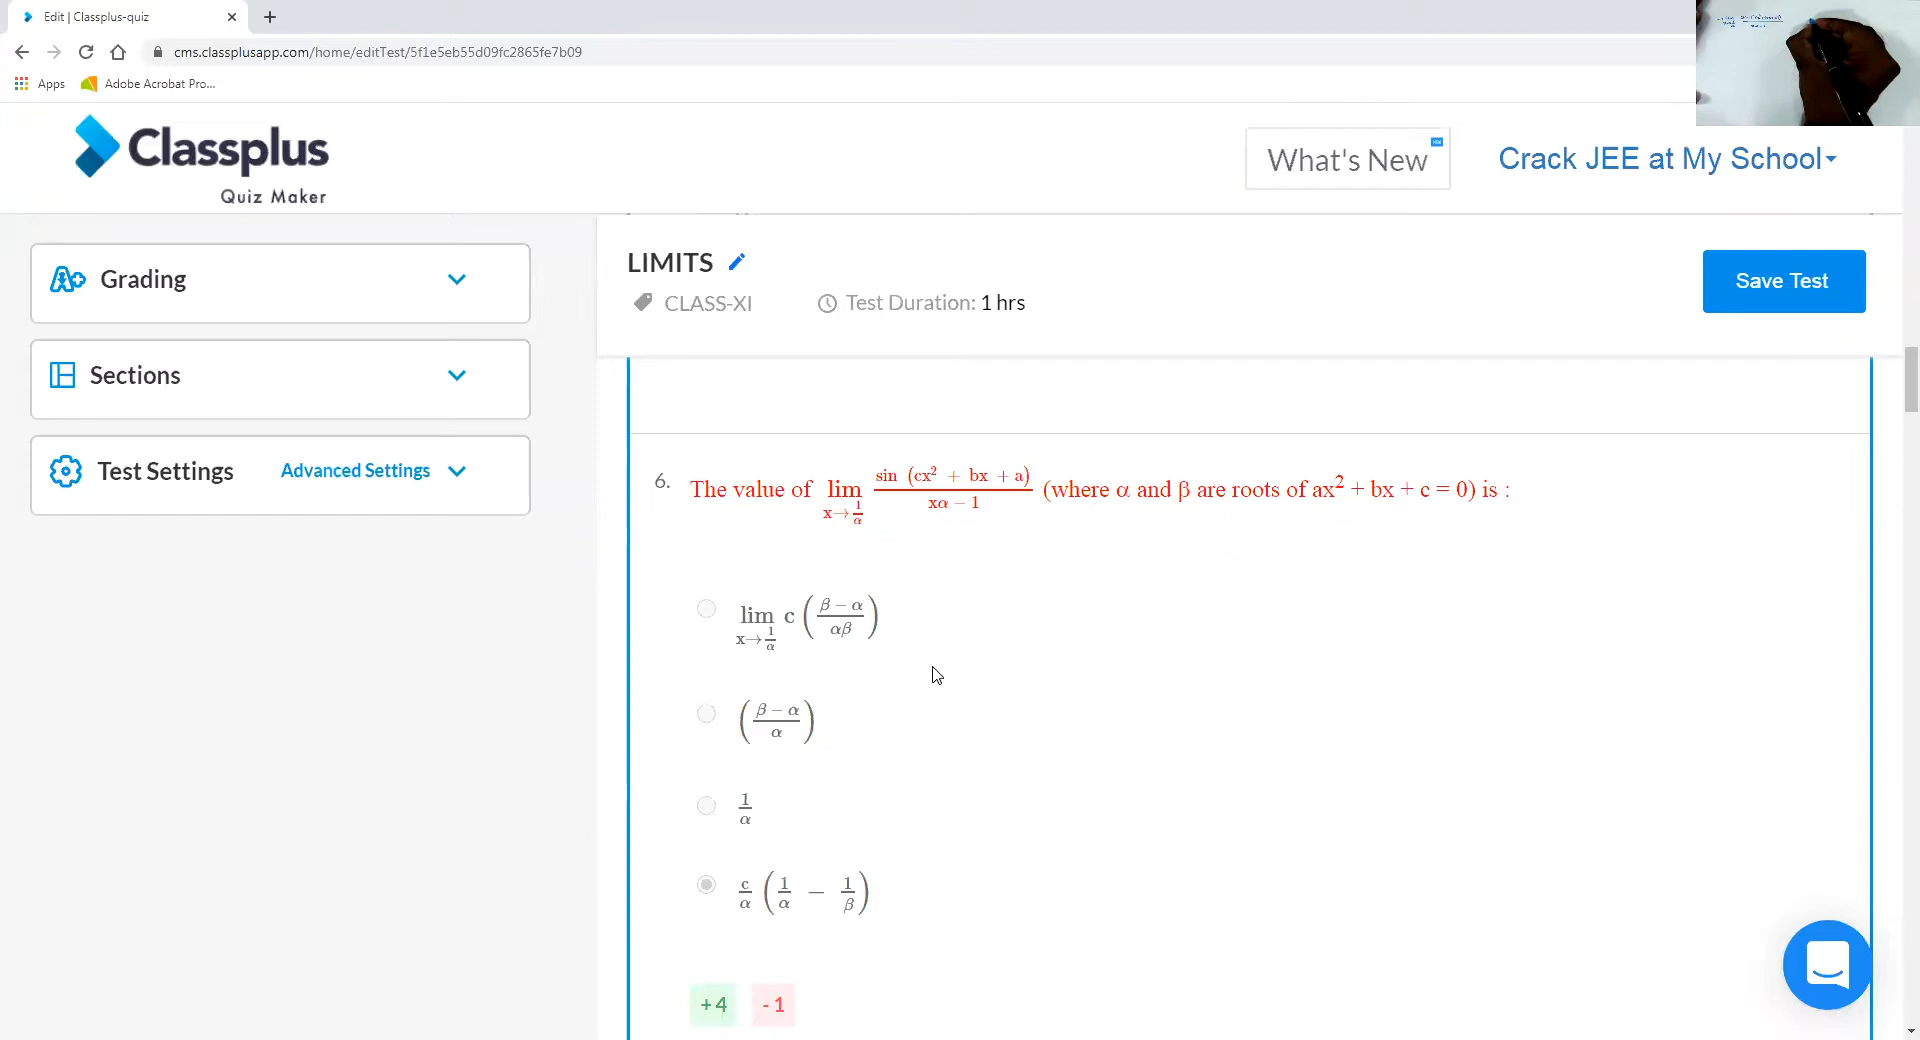 Edit | Classplus-quiz
cms.classplusapp.com/home/editTest/5f1e5eb55d09fc2865fe7b09
Apps
Adobe Acrobat Pro...
Classplus
Quiz Maker
What's New
Crack JEE at My School
Grading
Sections
Test Settings
Advanced Settings
LIMITS
CLASS-XI
Test Duration: 1 hrs
Save Test
6. The value of lim x→1/α sin (cx² + bx + a) / xα − 1 (where α and β are roots of ax² + bx + c = 0) is :
lim x→1/α c (β − α / αβ)
(β − α / α)
1/α
c/α (1/α − 1/β)
+4 -1